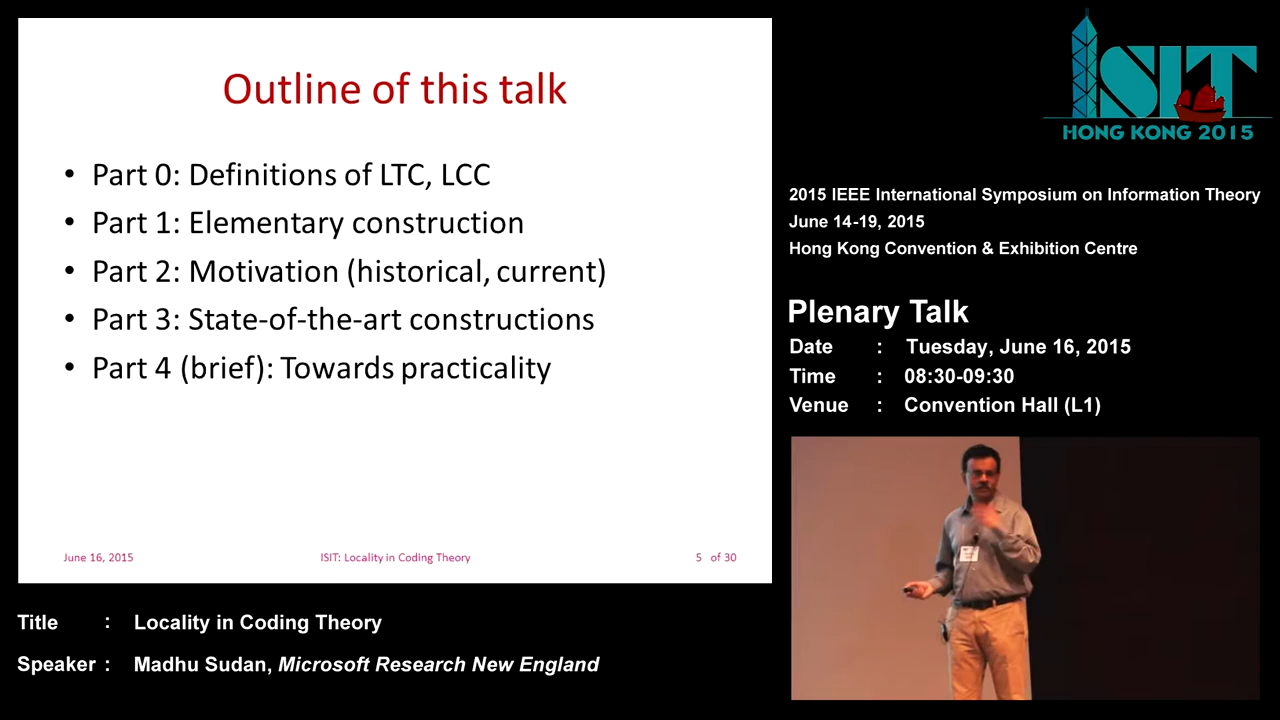 Outline of this talk
• Part 0: Definitions of LTC, LCC
• Part 1: Elementary construction
• Part 2: Motivation (historical, current)
• Part 3: State-of-the-art constructions
• Part 4 (brief): Towards practicality
June 16, 2015 ISIT: Locality in Coding Theory 5 of 30
ISIT
HONG KONG 2015
2015 IEEE International Symposium on Information Theory
June 14-19, 2015
Hong Kong Convention & Exhibition Centre
Plenary Talk
Date : Tuesday, June 16, 2015
Time : 08:30-09:30
Venue : Convention Hall (L1)
Title : Locality in Coding Theory
Speaker : Madhu Sudan, Microsoft Research New England